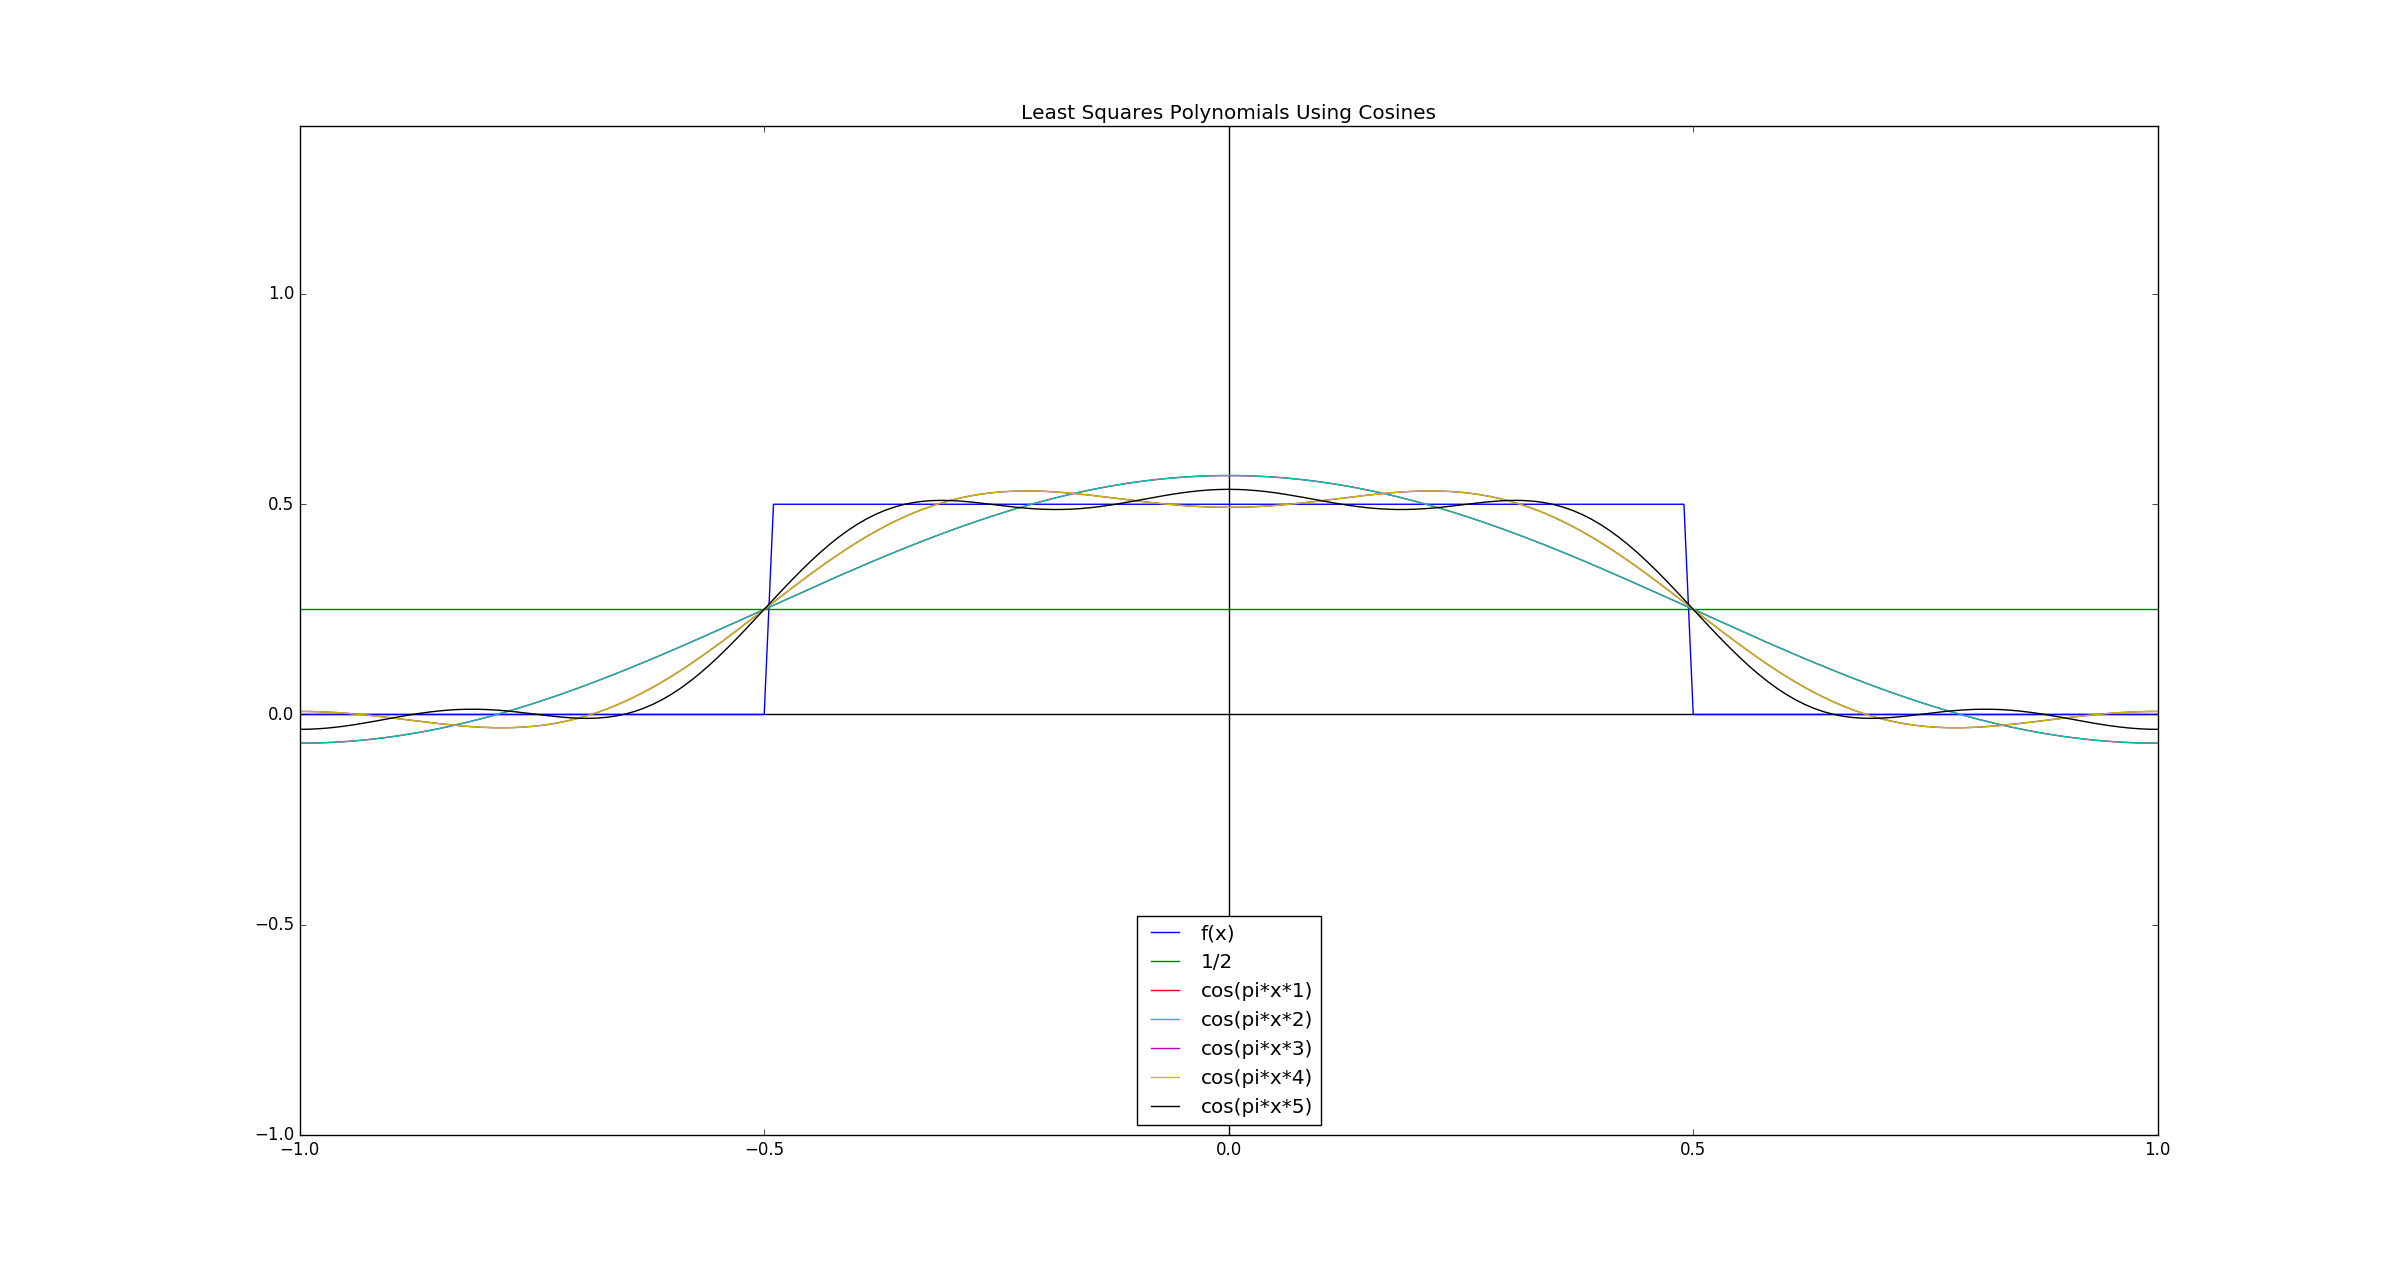 Least Squares Polynomials Using Cosines
1.0
0.5
0.0
−0.5
−1.0
−1.0 −0.5 0.0 0.5 1.0
f(x)
1/2
cos(pi*x*1)
cos(pi*x*2)
cos(pi*x*3)
cos(pi*x*4)
cos(pi*x*5)